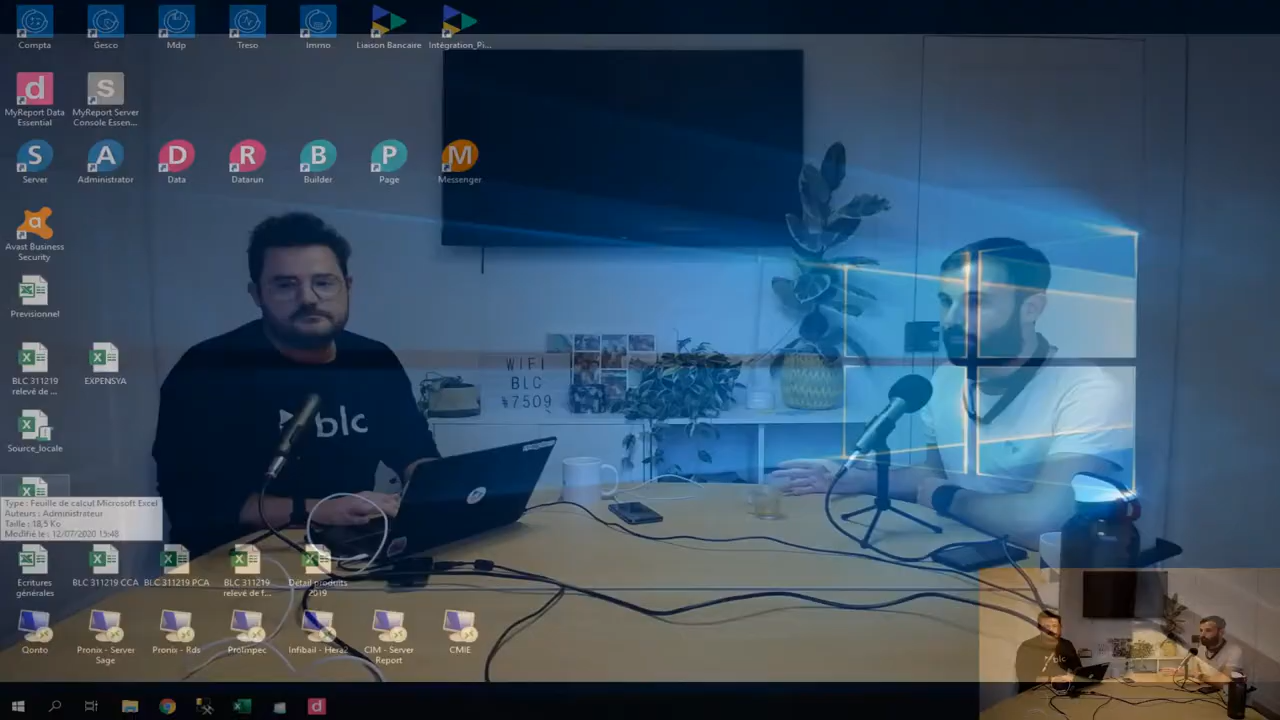 Compta
Gesco
Mdp
Treso
Immo
Liaison Bancaire
Intégration_Pi...
d
S
MyReport Data
Essential
MyReport Server
Console Essen...
S
A
D
R
B
P
M
Server
Administrator
Data
Datarun
Builder
Page
Messenger
a
Avast Business
Security
Previsionnel
BLC 311219
relevé de ...
EXPENSYA
WIFI
BLC
blc
Source_locale
Type : Feuille de calcul Microsoft Excel
Auteurs : Administrateur
Taille : 18,5 Ko
Modifié le : 12/07/2020 15:48
Ecritures
générales
BLC 311219 CCA
BLC 311219 PCA
BLC 311219
relevé de f...
Détail produits
2019
Qonto
Pronix - Server
Sage
Pronix - Rds
Prolimpec
Infibail - Hera2
CIM - Server
Report
CMIE
hp
blc
d